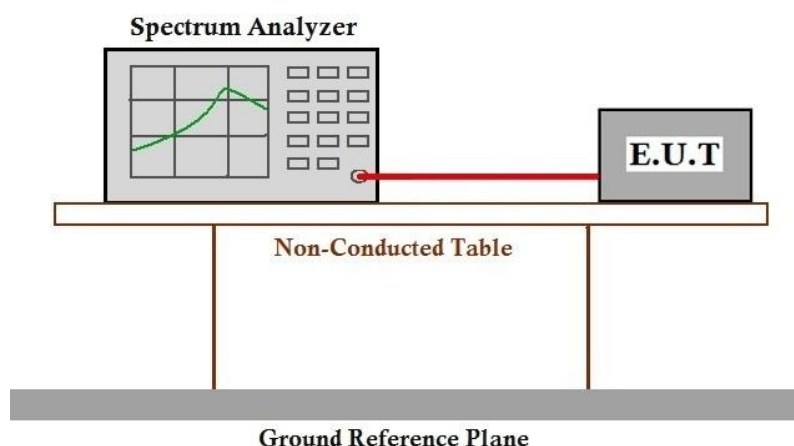 Spectrum Analyzer
E.U.T
Non-Conducted Table
Ground Reference Plane